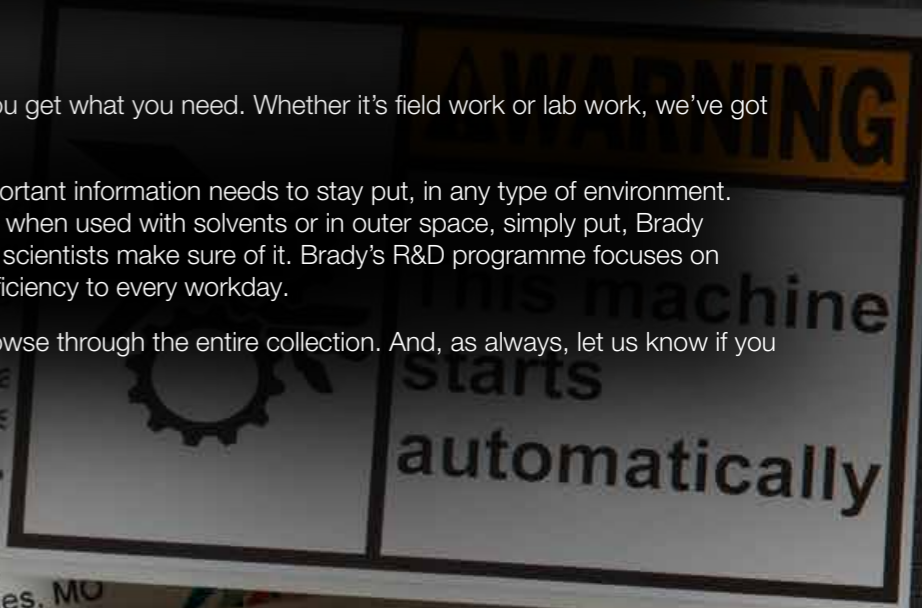 ou get what you need. Whether it's field work or lab work, we've got
WARNING
ortant information needs to stay put, in any type of environment.
when used with solvents or in outer space, simply put, Brady
scientists make sure of it. Brady's R&D programme focuses on
ficiency to every workday.
This machine
starts
automatically
owse through the entire collection. And, as always, let us know if you
es, MO